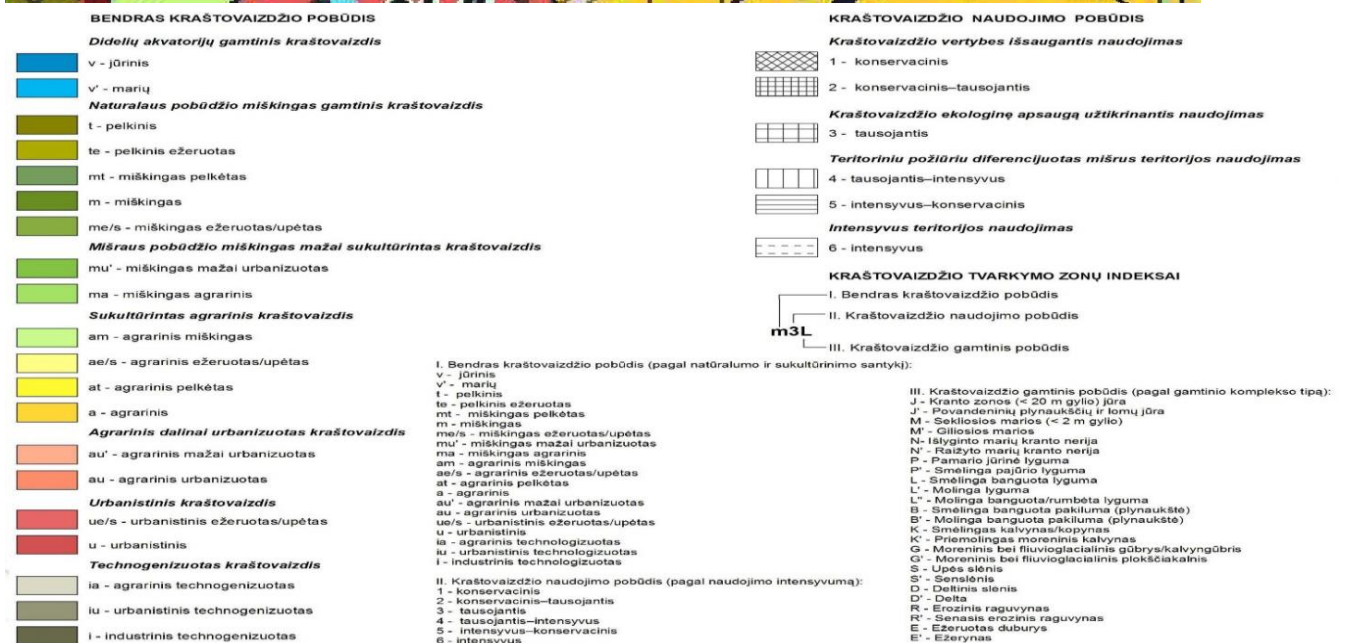 BENDRAS KRAŠTOVAIZDŽIO POBŪDIS
Didelių akvatorijų gamtinis kraštovaizdis
v - jūrinis
v' - marių
Naturalaus pobūdžio miškingas gamtinis kraštovaizdis
t - pelkinis
te - pelkinis ežeruotas
mt - miškingas pelkėtas
m - miškingas
me/s - miškingas ežeruotas/upėtas
Mišraus pobūdžio miškingas mažai sukultūrintas kraštovaizdis
mu' - miškingas mažai urbanizuotas
ma - miškingas agrarinis
Sukultūrintas agrarinis kraštovaizdis
am - agrarinis miškingas
ae/s - agrarinis ežeruotas/upėtas
at - agrarinis pelkėtas
a - agrarinis
Agrarinis dalinai urbanizuotas kraštovaizdis
au' - agrarinis mažai urbanizuotas
au - agrarinis urbanizuotas
Urbanistinis kraštovaizdis
ue/s - urbanistinis ežeruotas/upėtas
u - urbanistinis
Technogenizuotas kraštovaizdis
ia - agrarinis technogenizuotas
iu - urbanistinis technogenizuotas
i - industrinis technogenizuotas
KRAŠTOVAIZDŽIO NAUDOJIMO POBŪDIS
Kraštovaizdžio vertybes išsaugantis naudojimas
1 - konservacinis
2 - konservacinis–tausojantis
Kraštovaizdžio ekologinę apsaugą užtikrinantis naudojimas
3 - tausojantis
Teritoriniu požiūriu diferencijuotas mišrus teritorijos naudojimas
4 - tausojantis–intensyvus
5 - intensyvus–konservacinis
Intensyvus teritorijos naudojimas
6 - intensyvus
KRAŠTOVAIZDŽIO TVARKYMO ZONŲ INDEKSAI
I. Bendras kraštovaizdžio pobūdis
II. Kraštovaizdžio naudojimo pobūdis
m3L
III. Kraštovaizdžio gamtinis pobūdis
I. Bendras kraštovaizdžio pobūdis (pagal natūralumo ir sukultūrinimo santykį):
v - jūrinis
v' - marių
t - pelkinis
te - pelkinis ežeruotas
mt - miškingas pelkėtas
m - miškingas
me/s - miškingas ežeruotas/upėtas
mu' - miškingas mažai urbanizuotas
ma - miškingas agrarinis
am - agrarinis miškingas
ae/s - agrarinis ežeruotas/upėtas
at - agrarinis pelkėtas
a - agrarinis
au' - agrarinis mažai urbanizuotas
au - agrarinis urbanizuotas
ue/s - urbanistinis ežeruotas/upėtas
u - urbanistinis
ia - agrarinis technologizuotas
iu - urbanistinis technologizuotas
i - industrinis technologizuotas
II. Kraštovaizdžio naudojimo pobūdis (pagal naudojimo intensyvumą):
1 - konservacinis
2 - konservacinis–tausojantis
3 - tausojantis
4 - tausojantis–intensyvus
5 - intensyvus–konservacinis
6 - intensyvus
III. Kraštovaizdžio gamtinis pobūdis (pagal gamtinio komplekso tipą):
J - Kranto zonos (< 20 m gylio) jūra
J' - Povandeninių plynaukščių ir lomų jūra
M - Sekliosios marios (< 2 m gylio)
M' - Giliosios marios
N- Išlyginto marių kranto nerija
N' - Raižyto marių kranto nerija
P - Pamario jūrinė lyguma
P' - Smėlinga pajūrio lyguma
L - Smėlinga banguota lyguma
L' - Molinga lyguma
L" - Molinga banguota/rumbėta lyguma
B - Smėlinga banguota pakiluma (plynaukštė)
B' - Molinga banguota pakiluma (plynaukštė)
K - Smėlingas kalvynas/kopynas
K' - Priemolingas moreninis kalvynas
G - Moreninis bei fliuvioglacialinis gūbrys/kalvyngūbris
G' - Moreninis bei fliuvioglacialinis plokščiakalnis
S - Upės slėnis
S' - Senslėnis
D - Deltinis slėnis
D' - Delta
R - Erozinis raguvynas
R' - Senasis erozinis raguvynas
E - Ežeruotas duburys
E' - Ežerynas